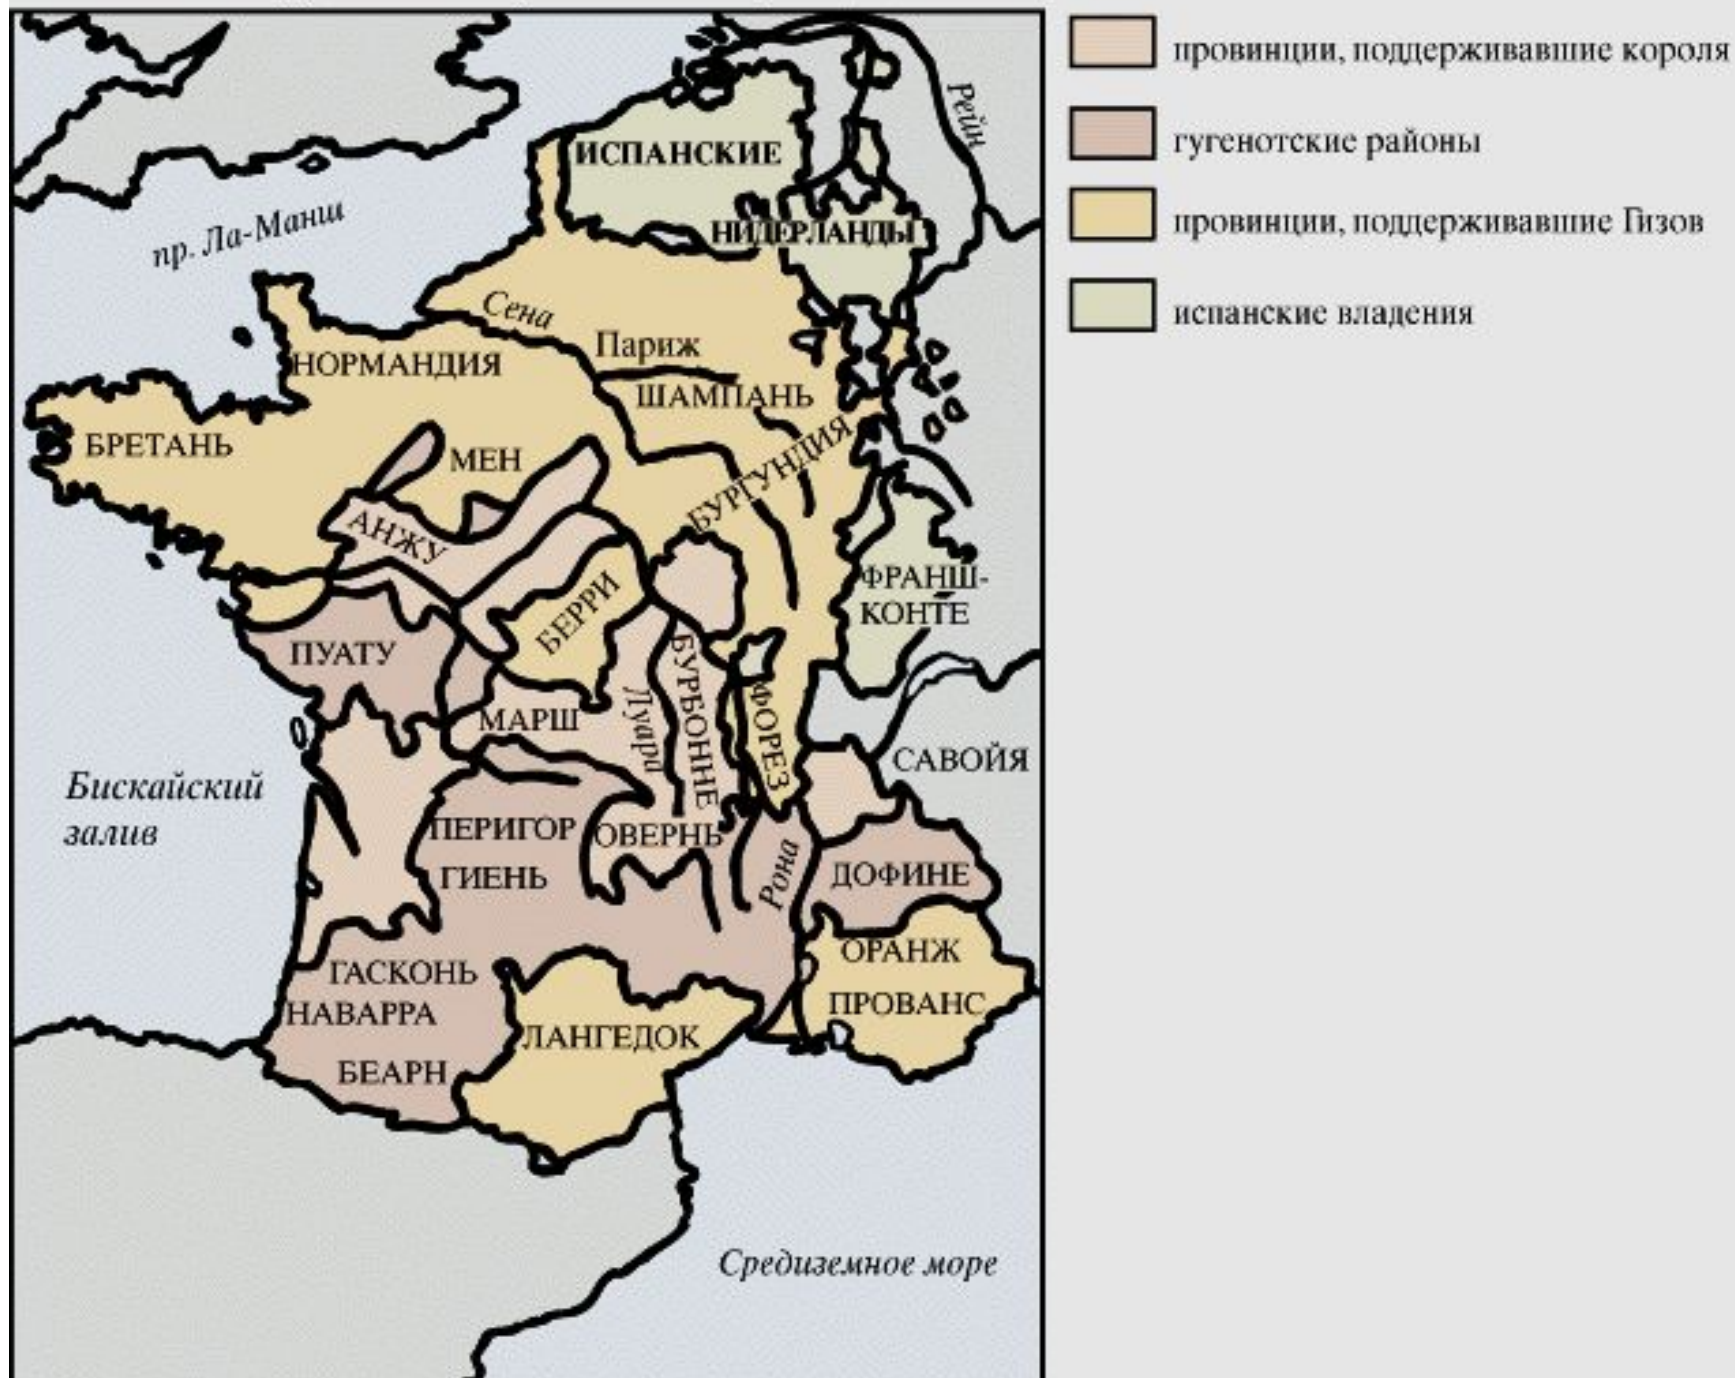 провинции, поддерживавшие короля
гугенотские районы
провинции, поддерживавшие Гизов
испанские владения
Рейн
ИСПАНСКИЕ
НИДЕРЛАНДЫ
пр. Ла-Манш
Сена
Париж
НОРМАНДИЯ
ШАМПАНЬ
БРЕТАНЬ
МЕН
БУРГУНДИЯ
АНЖУ
ФРАНШ-
КОНТЕ
БЕРРИ
ПУАТУ
БУРБОННЕ
МАРШ
Луара
ФОРЕЗ
САВОЙЯ
Бискайский
залив
ПЕРИГОР
ОВЕРНЬ
ГИЕНЬ
Рона
ДОФИНЕ
ОРАНЖ
ГАСКОНЬ
ПРОВАНС
НАВАРРА
ЛАНГЕДОК
БЕАРН
Средиземное море